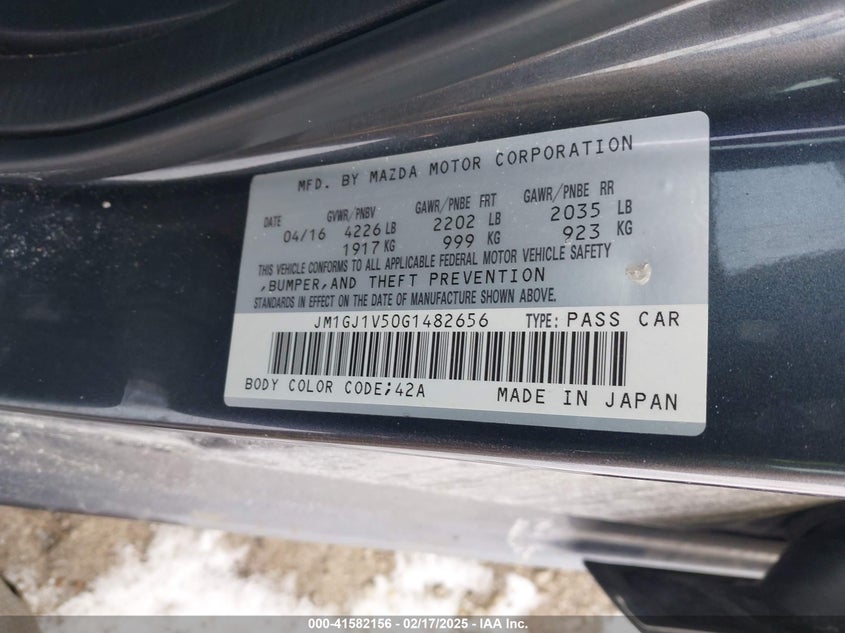 MFD. BY MAZDA MOTOR CORPORATION
DATE GVWR/PNBV GAWR/PNBE FRT GAWR/PNBE RR
04/16 4226 LB 2202 LB 2035 LB
1917 KG 999 KG 923 KG
THIS VEHICLE CONFORMS TO ALL APPLICABLE FEDERAL MOTOR VEHICLE SAFETY
,BUMPER,AND THEFT PREVENTION
STANDARDS IN EFFECT ON THE DATE OF MANUFACTURE SHOWN ABOVE.
JM1GJ1V50G1482656 TYPE: PASS CAR
BODY COLOR CODE;42A MADE IN JAPAN
000-41582156 - 02/17/2025 - IAA Inc.